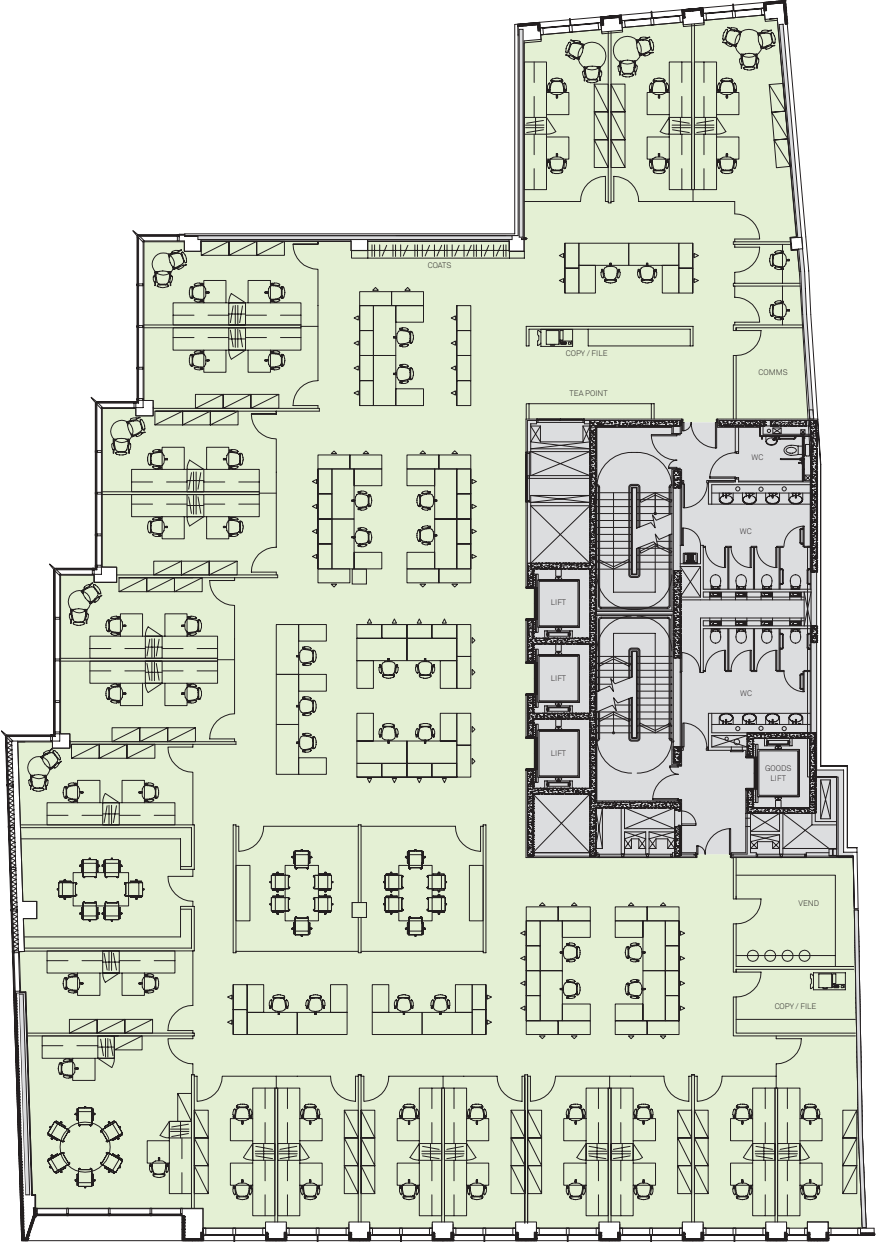 COATS
COPY / FILE
COMMS
TEA POINT
WC
WC
LIFT
LIFT
WC
LIFT
GOODS
LIFT
VEND
COPY / FILE